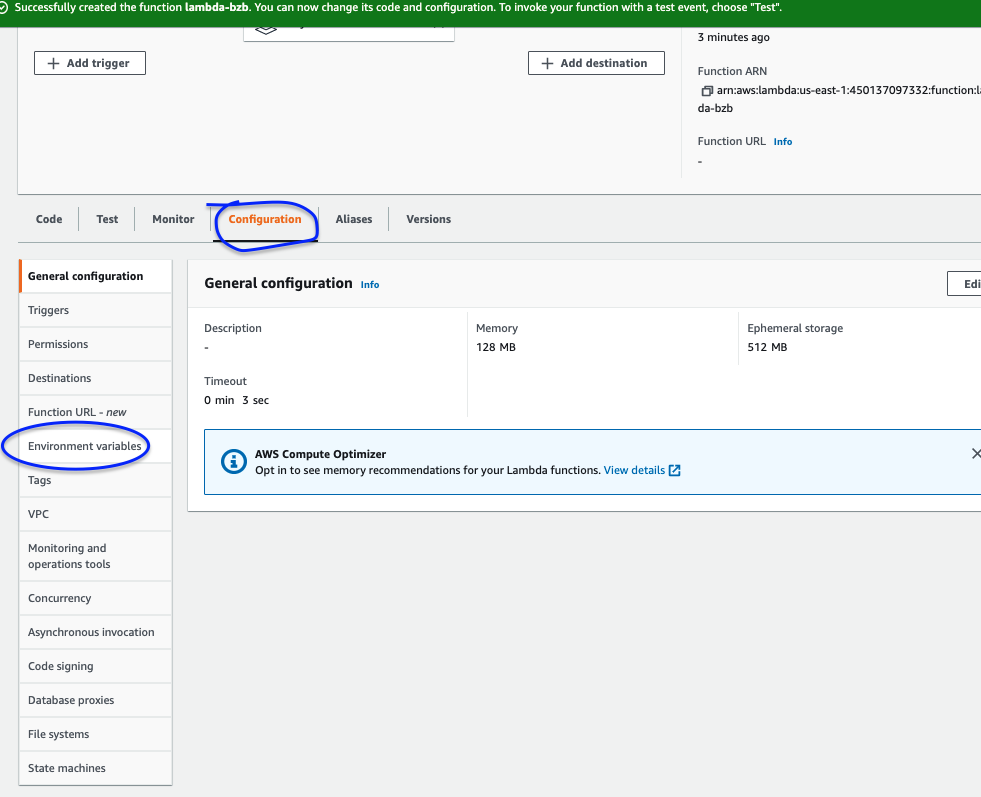 Successfully created the function lambda-bzb. You can now change its code and configuration. To invoke your function with a test event, choose "Test".
3 minutes ago
+ Add trigger
+ Add destination
Function ARN
arn:aws:lambda:us-east-1:450137097332:function:la
da-bzb
Function URL Info
-
Code Test Monitor Configuration Aliases Versions
General configuration
Triggers
Permissions
Destinations
Function URL - new
Environment variables
Tags
VPC
Monitoring and
operations tools
Concurrency
Asynchronous invocation
Code signing
Database proxies
File systems
State machines
General configuration Info
Edi
Description
-
Memory
128 MB
Ephemeral storage
512 MB
Timeout
0 min 3 sec
AWS Compute Optimizer
Opt in to see memory recommendations for your Lambda functions. View details